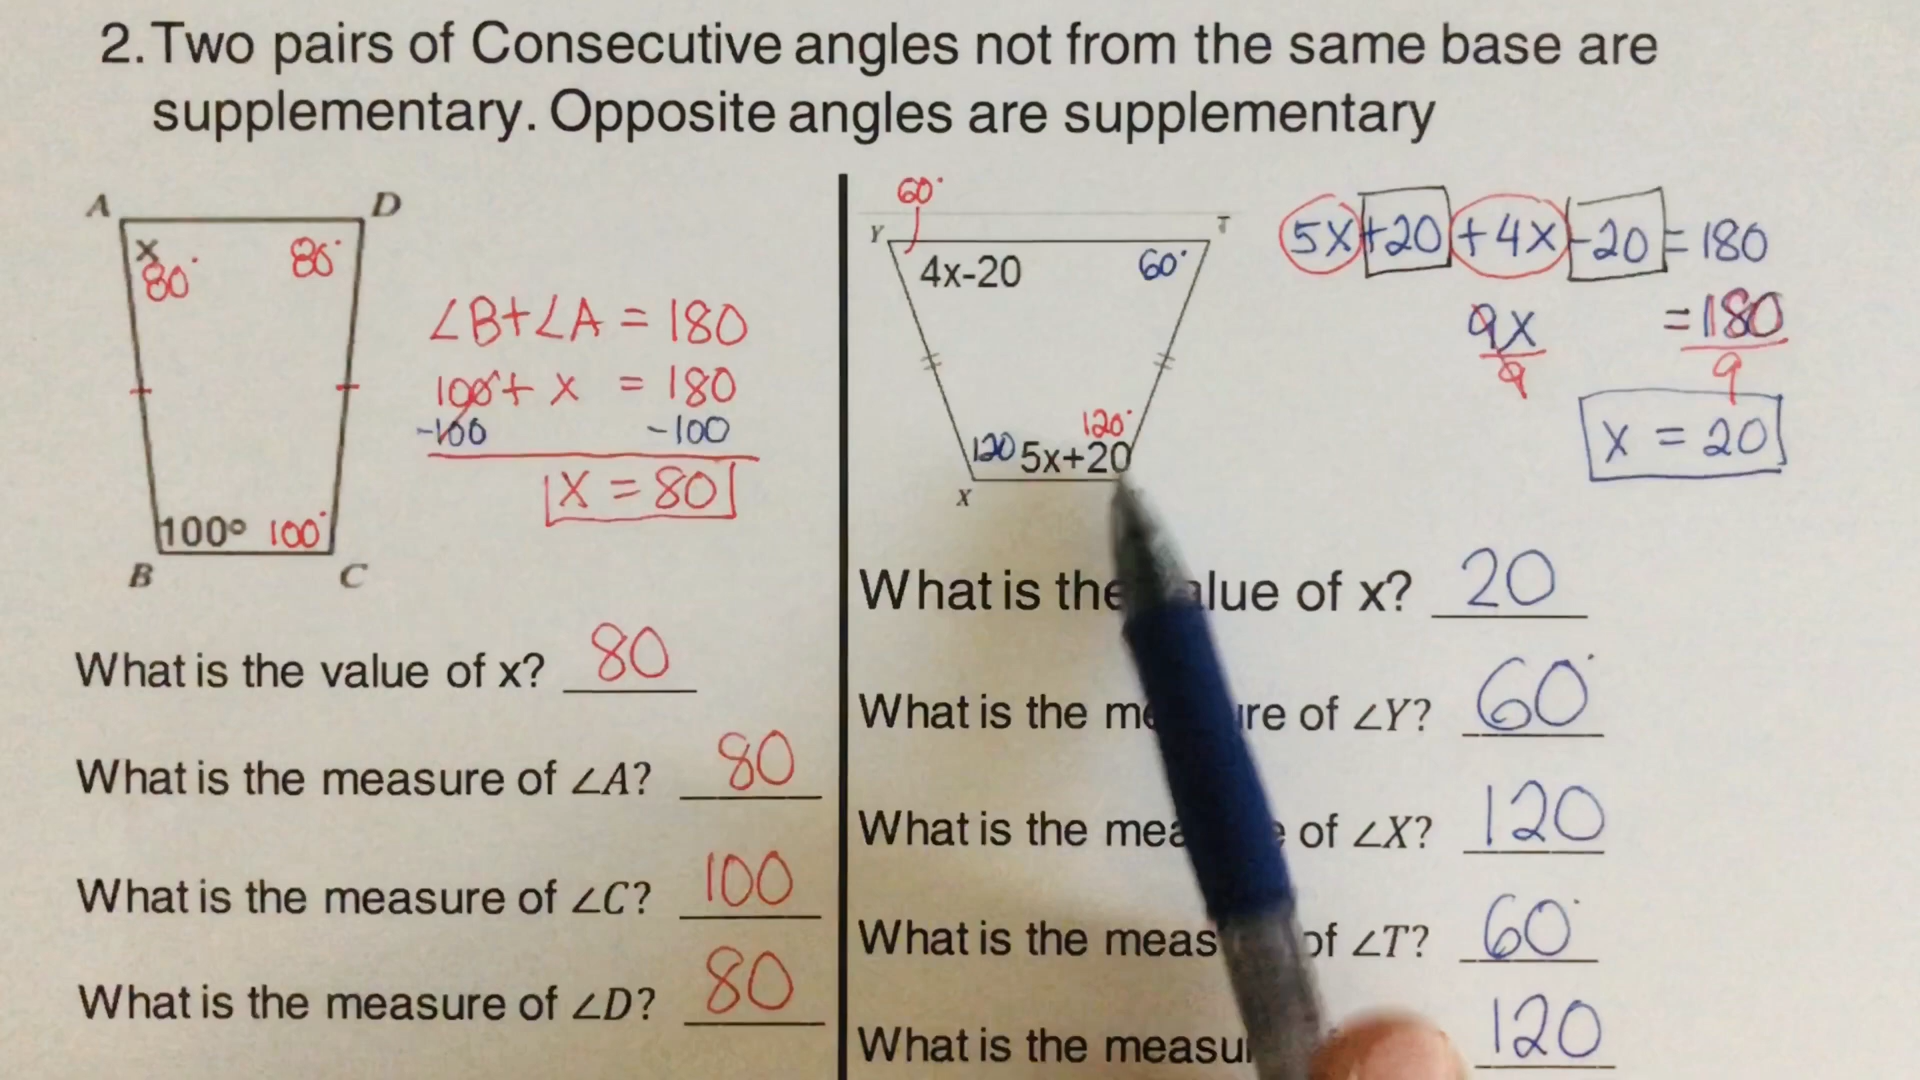 2. Two pairs of Consecutive angles not from the same base are
supplementary. Opposite angles are supplementary
A
D
x
80°
80°
100°
100°
B
C
∠B+∠A = 180
100+ x = 180
-100 -100
x = 80
What is the value of x? 80
What is the measure of ∠A? 80
What is the measure of ∠C? 100
What is the measure of ∠D? 80
60°
Y
T
4x-20
60°
120°
120 5x+20
X
5x+20+4x-20=180
9x =180
9 9
x = 20
What is the alue of x? 20
What is the m re of ∠Y? 60°
What is the mea of ∠X? 120
What is the meas of ∠T? 60°
What is the measu 120